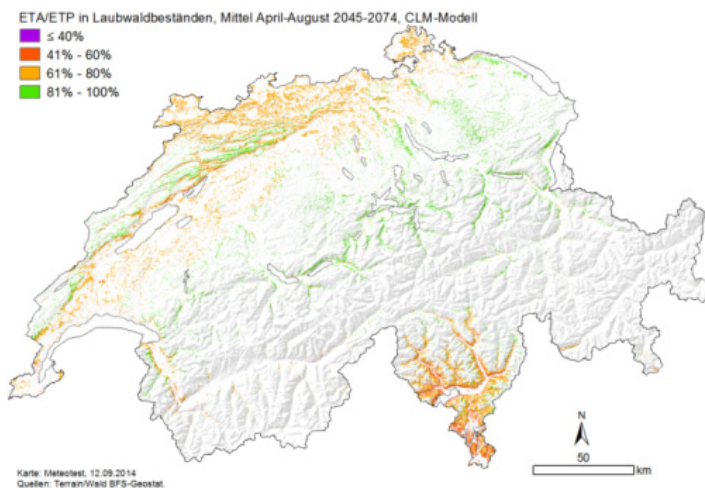 ETA/ETP in Laubwaldbeständen, Mittel April-August 2045-2074, CLM-Modell
≤ 40%
41% - 60%
61% - 80%
81% - 100%
N
50
km
Karte: Meteotest, 12.09.2014
Quellen: Terrain/Wald BFS-Geostat.